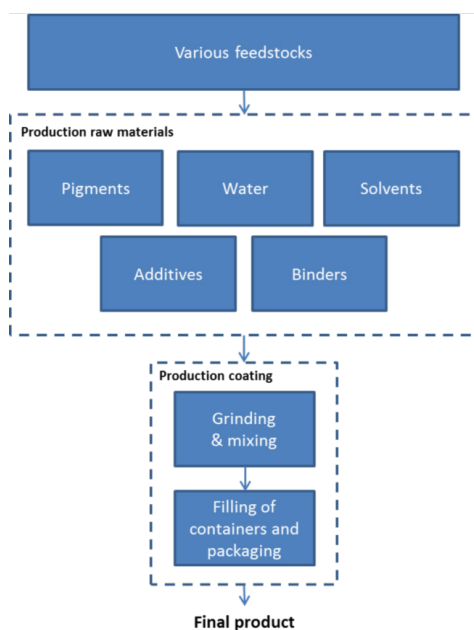 Various feedstocks
Production raw materials
Pigments
Water
Solvents
Additives
Binders
Production coating
Grinding
& mixing
Filling of
containers and
packaging
Final product